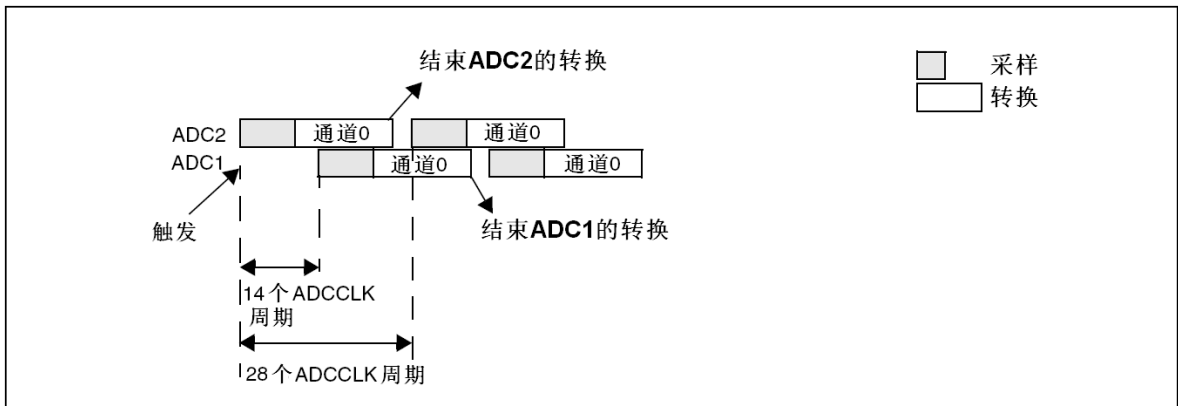 结束ADC2的转换
采样
转换
ADC2 通道0 通道0
ADC1 通道0 通道0
触发
结束ADC1的转换
14个ADCCLK
周期
28个ADCCLK周期